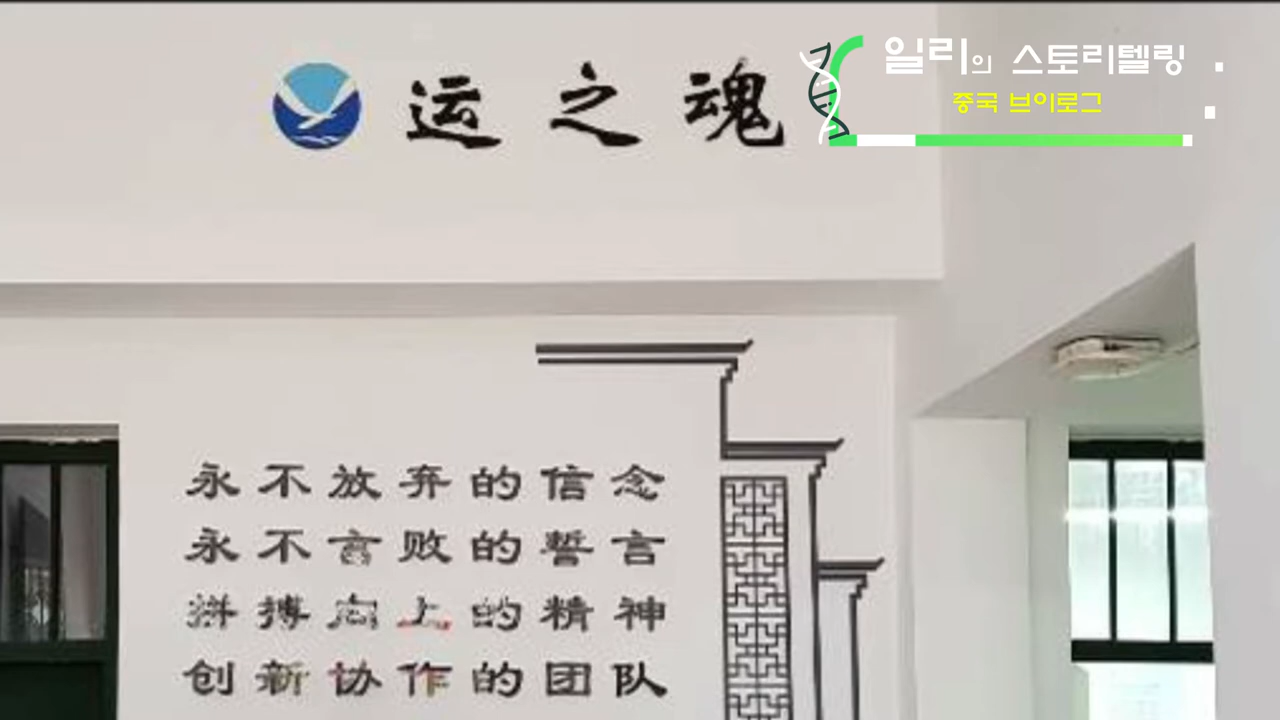 运之魂
일리의 스토리텔링
중국 브이로그
永不放弃的信念
永不言败的誓言
拼搏向上的精神
创新协作的团队